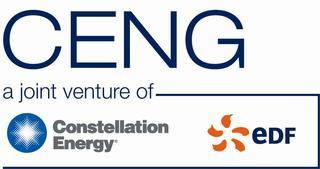 CENG
a joint venture of
Constellation
Energy®
eDF